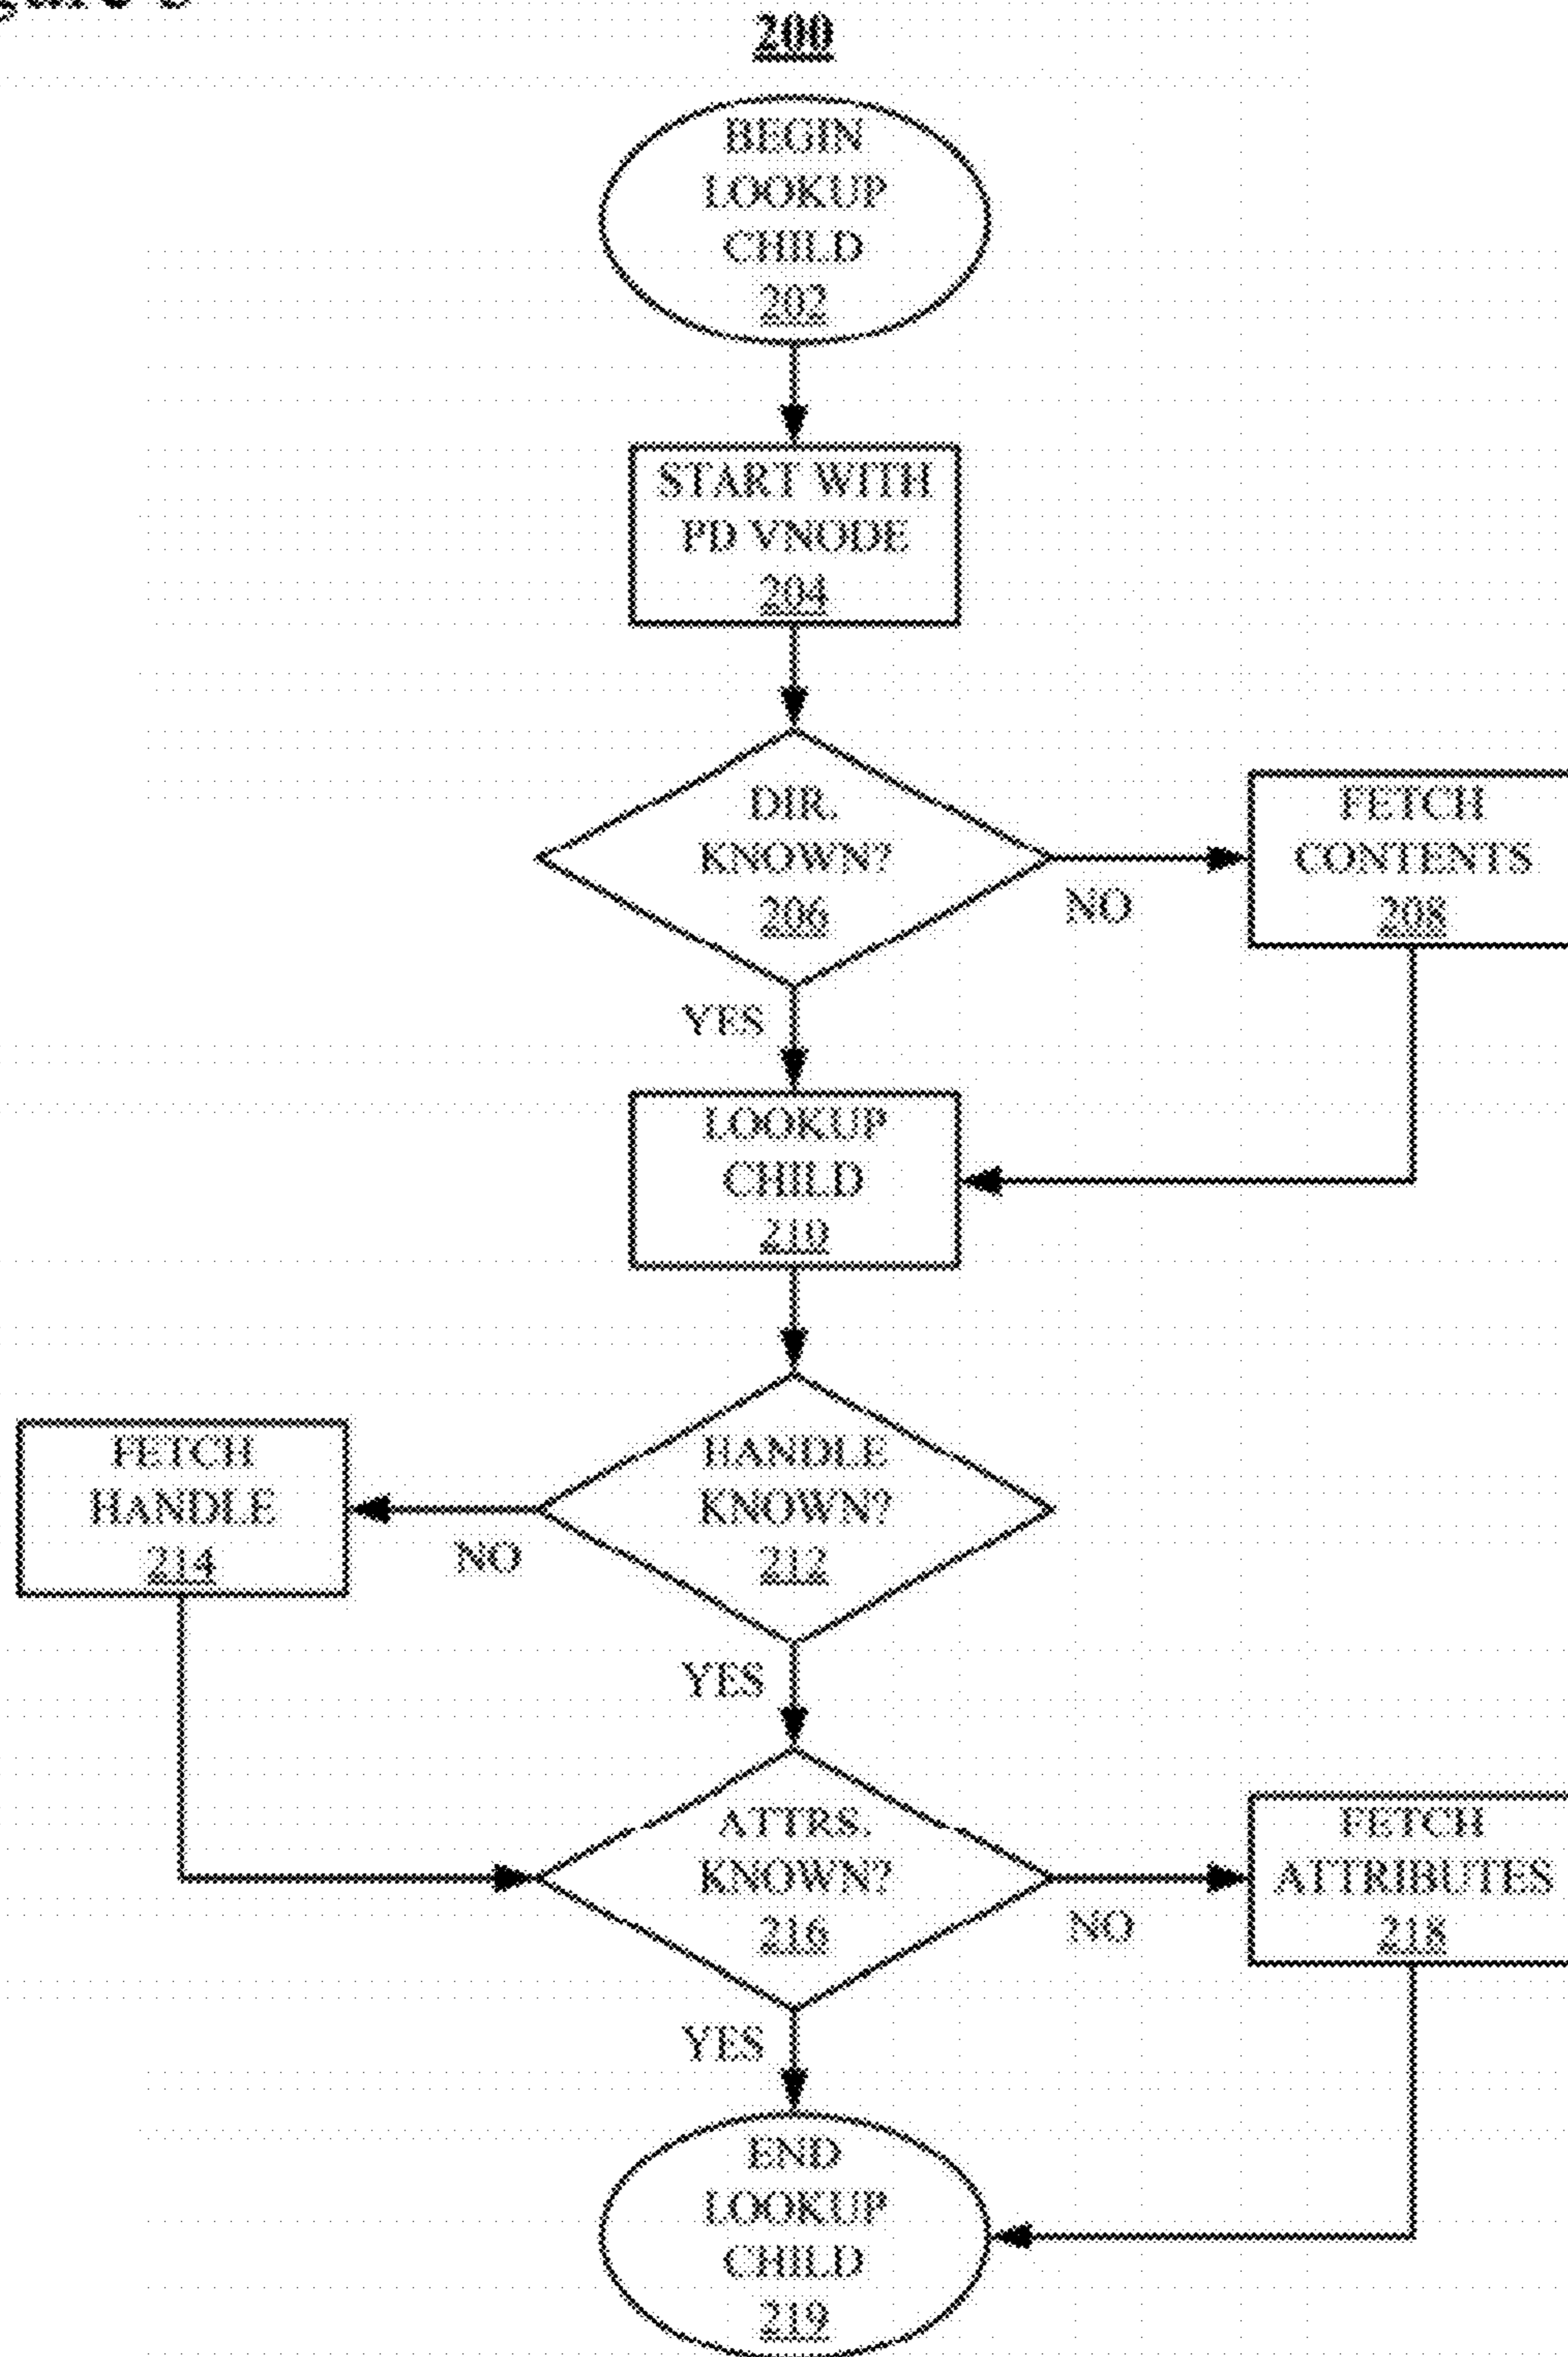 200
BEGIN
LOOKUP
CHILD
202
START WITH
PD VNODE
204
DIR.
KNOWN?
206
NO
FETCH
CONTENTS
208
YES
LOOKUP
CHILD
210
HANDLE
KNOWN?
212
NO
FETCH
HANDLE
214
YES
ATTRS.
KNOWN?
216
NO
FETCH
ATTRIBUTES
218
YES
END
LOOKUP
CHILD
219